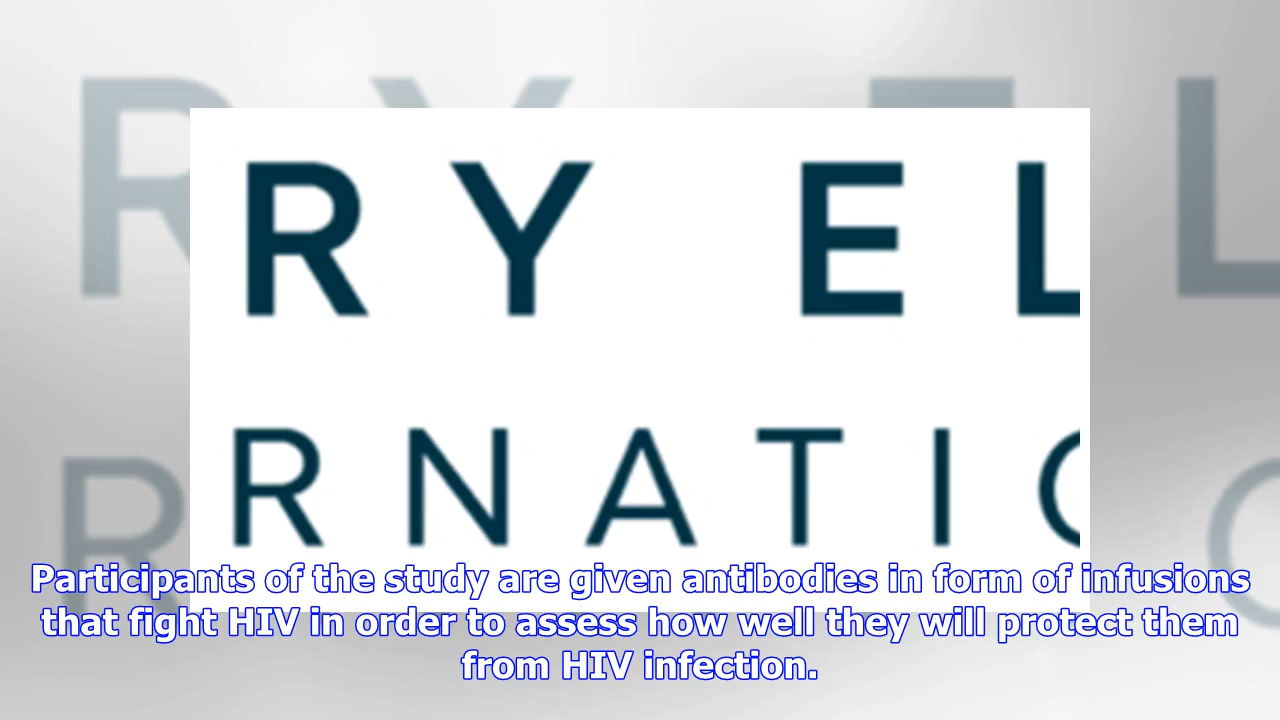 RY EL
RNATIO
Participants of the study are given antibodies in form of infusions
that fight HIV in order to assess how well they will protect them
from HIV infection.